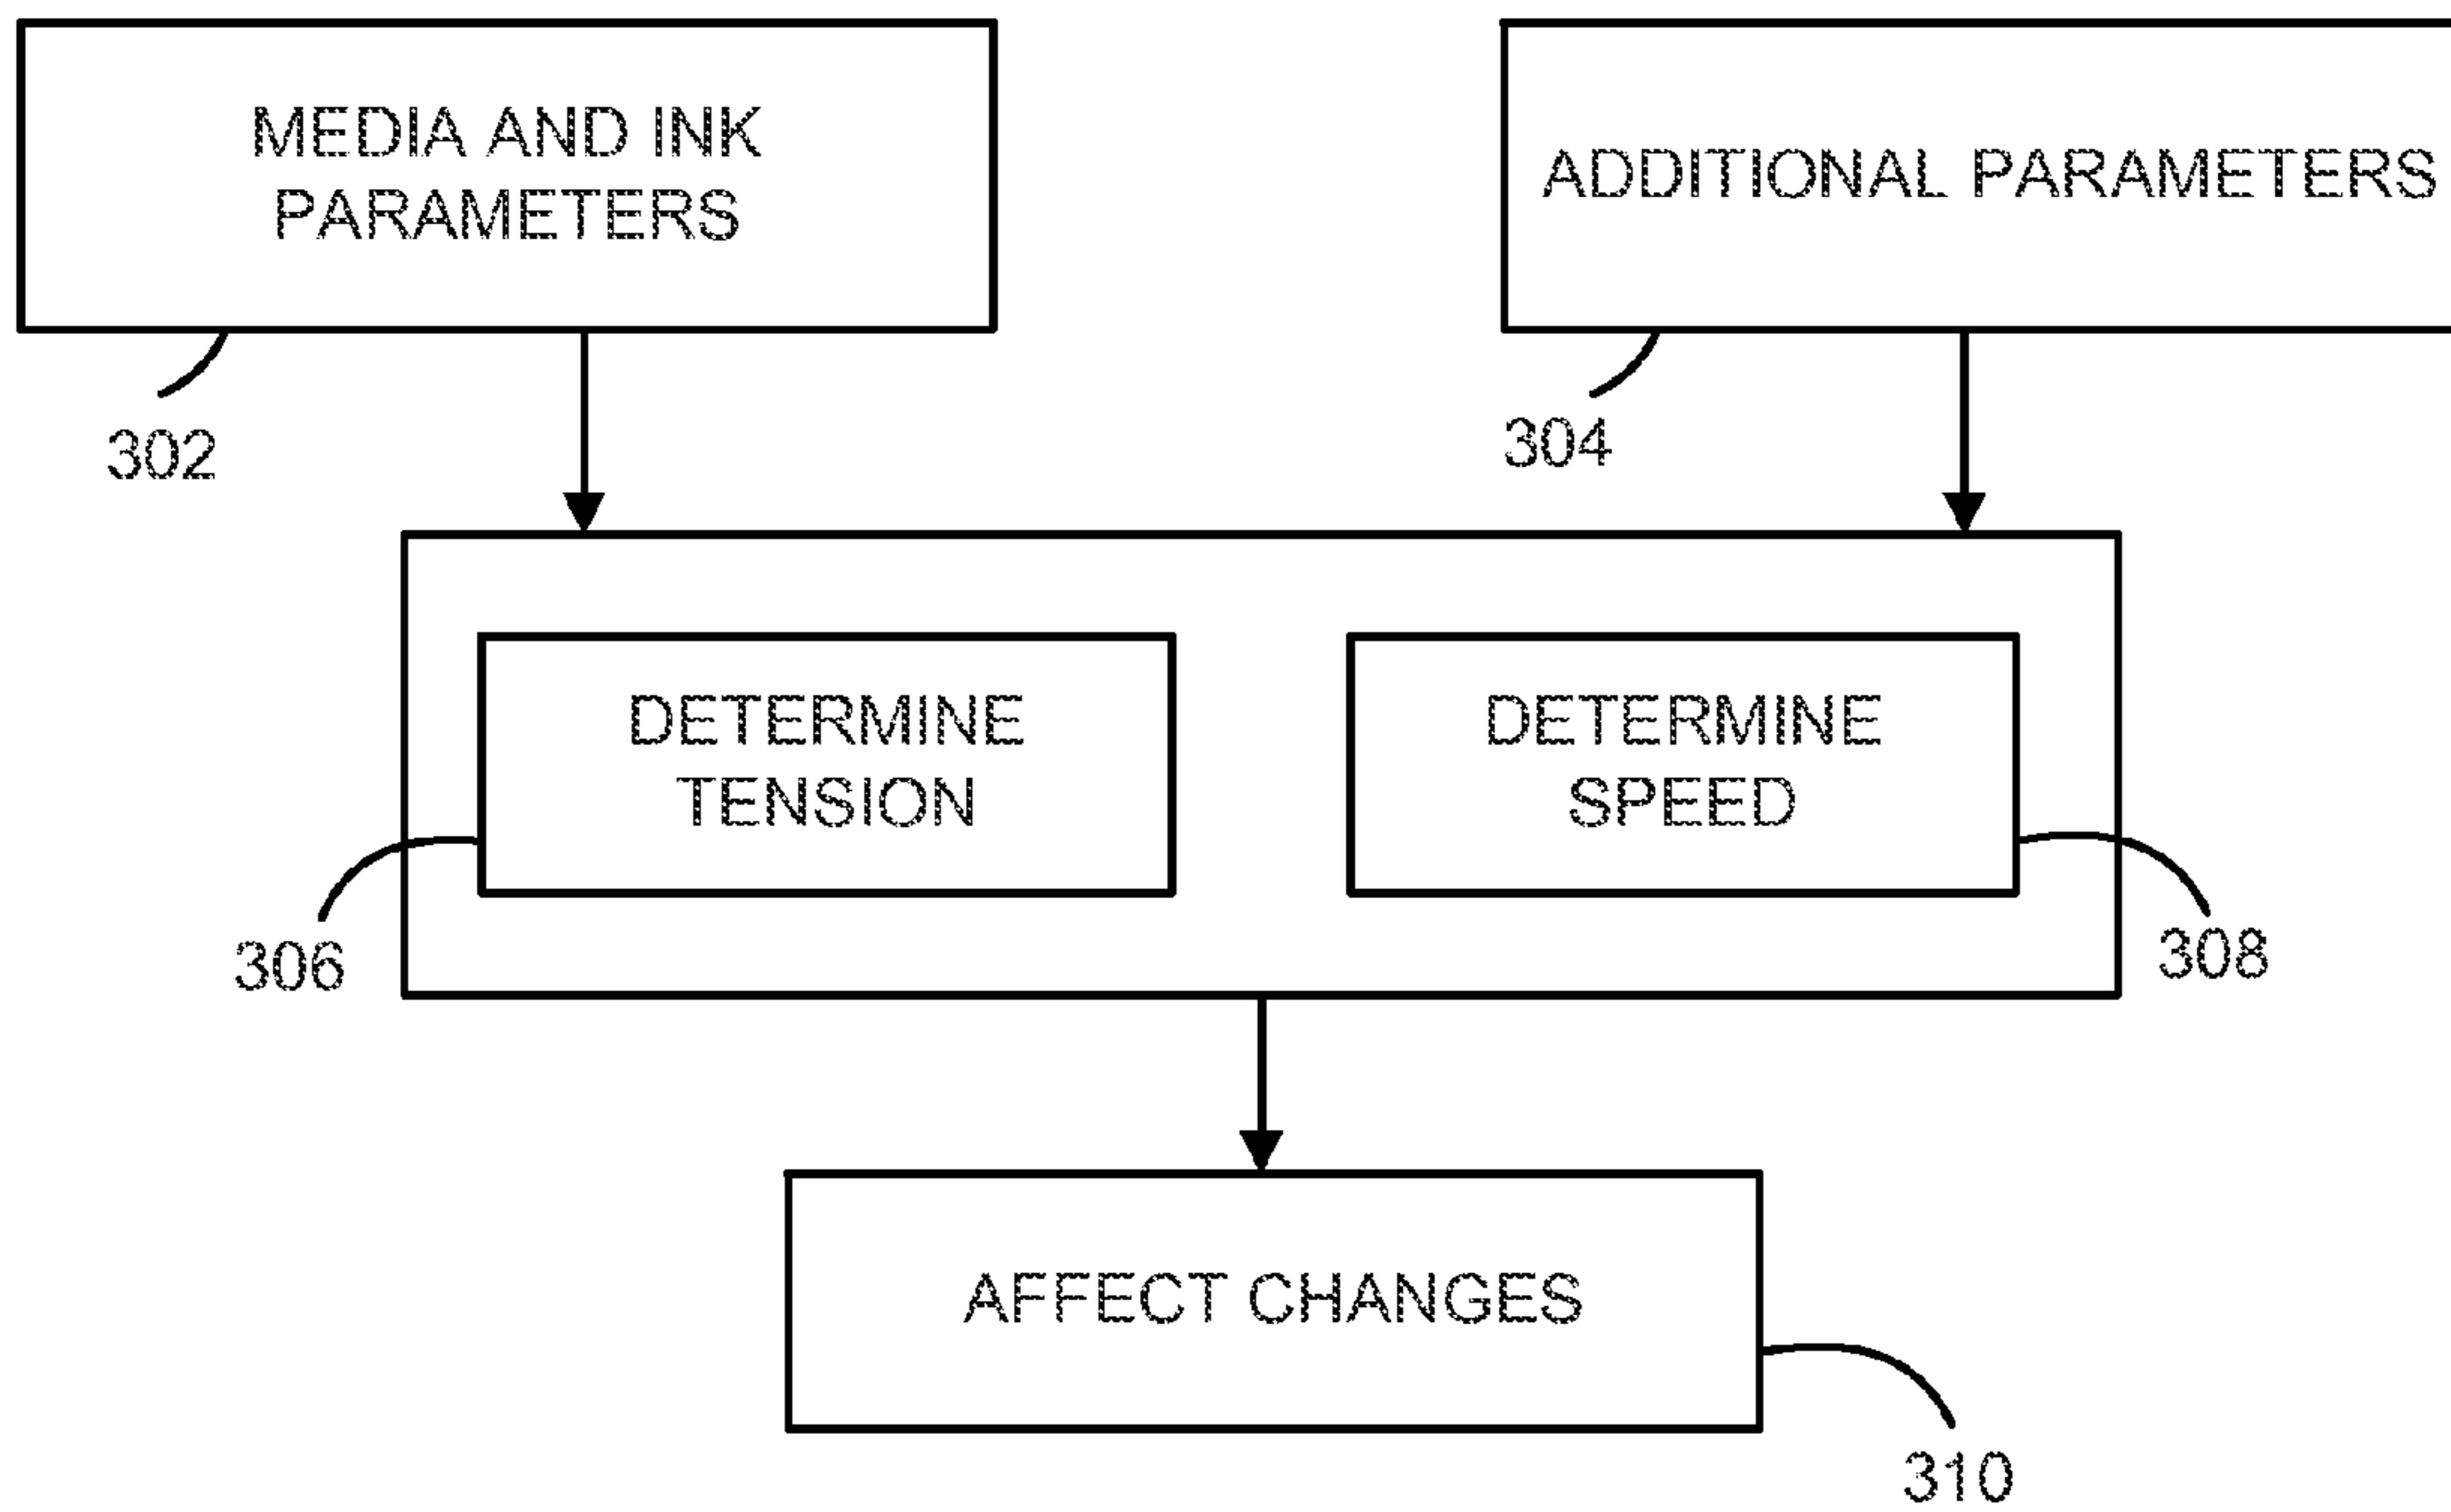 MEDIA AND INK
PARAMETERS
ADDITIONAL PARAMETERS
302
304
DETERMINE
TENSION
DETERMINE
SPEED
306
308
AFFECT CHANGES
310